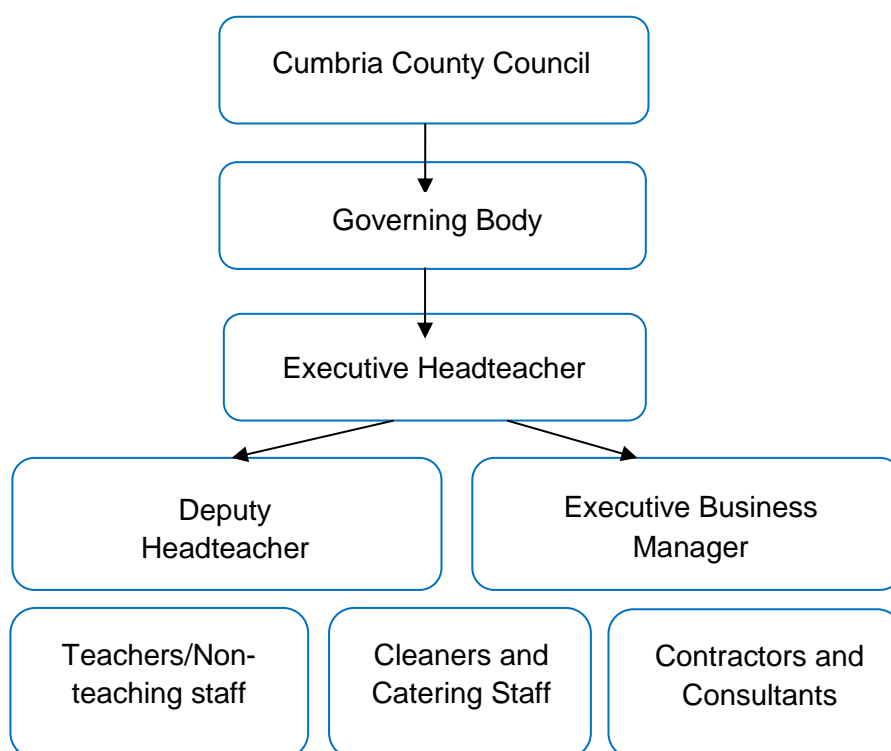 Cumbria County Council
Governing Body
Executive Headteacher
Deputy
Headteacher
Executive Business
Manager
Teachers/Non-
teaching staff
Cleaners and
Catering Staff
Contractors and
Consultants